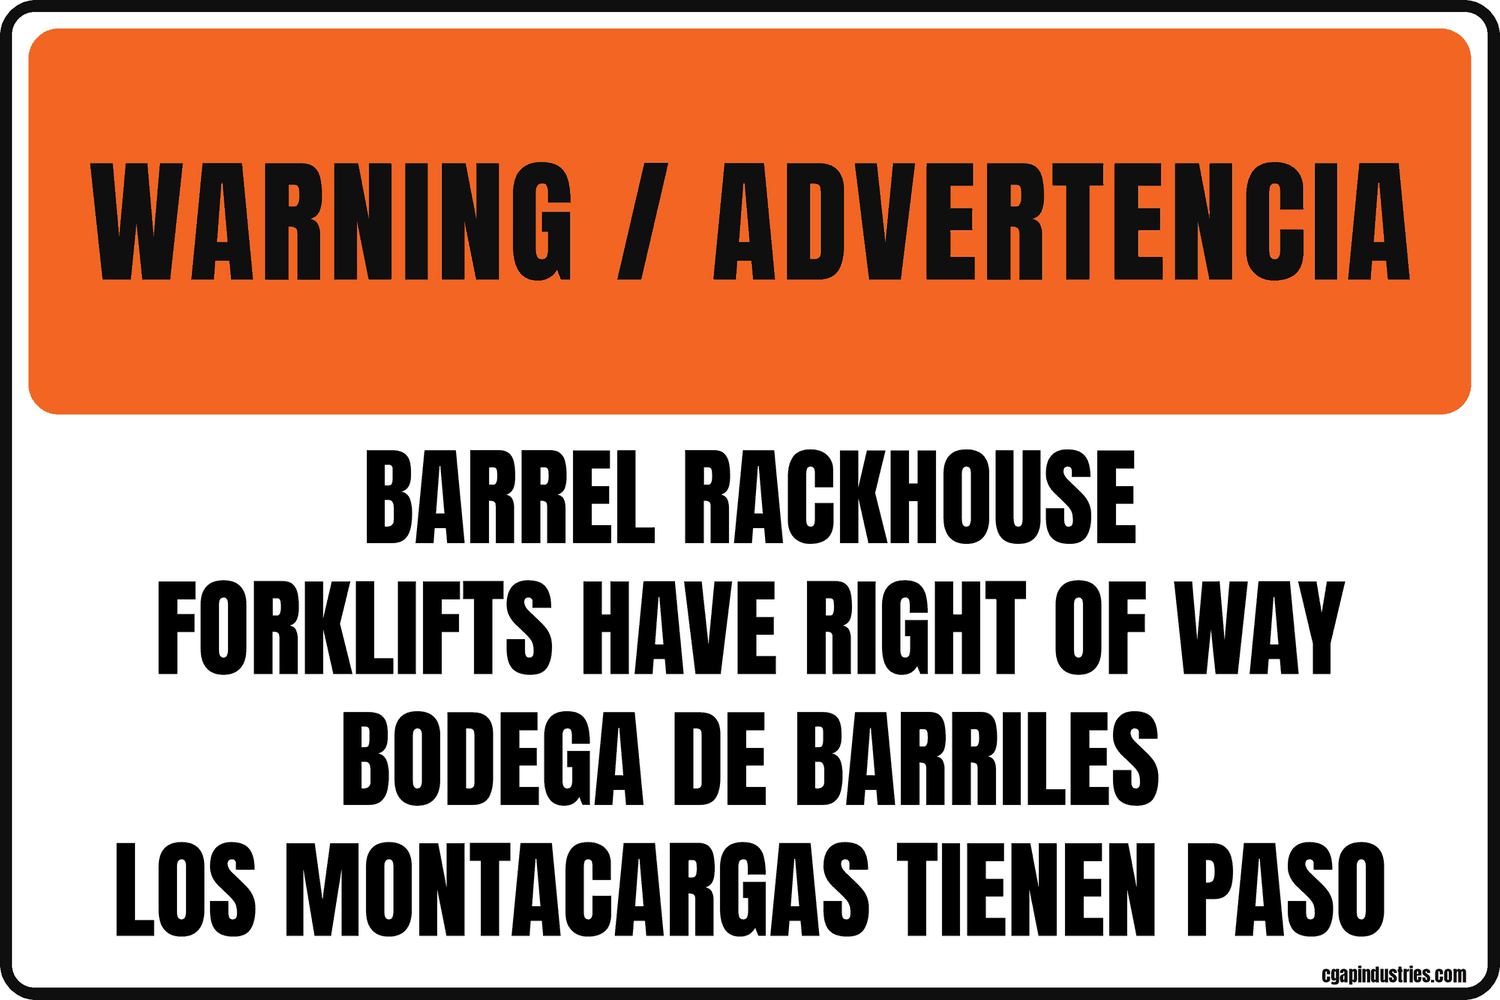 WARNING / ADVERTENCIA
BARREL RACKHOUSE
FORKLIFTS HAVE RIGHT OF WAY
BODEGA DE BARRILES
LOS MONTACARGAS TIENEN PASO
cgapindustries.com